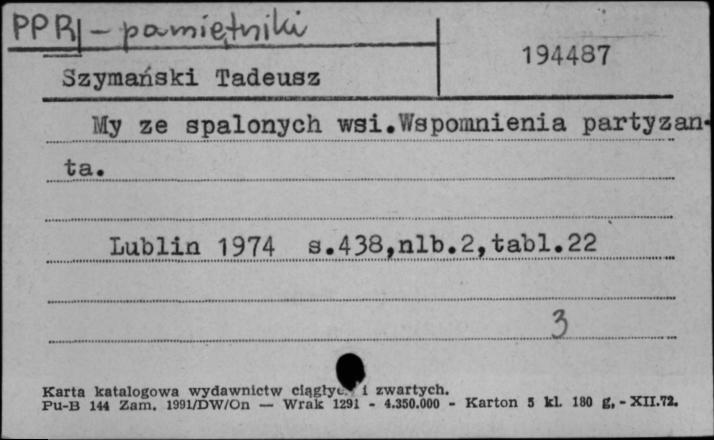 PPR - pamiętniki
194487
Szymański Tadeusz
My ze spalonych wsi.Wspomnienia partyzan-
ta.
Lublin 1974 s.438,nlb.2,tabl.22
3
Karta katalogowa wydawnictw ciągłyc i zwartych.
Pu-B 144 Zam. 1991/DW/On — Wrak 1291 - 4.350.000 - Karton 5 kl. 180 g. - XII.72.